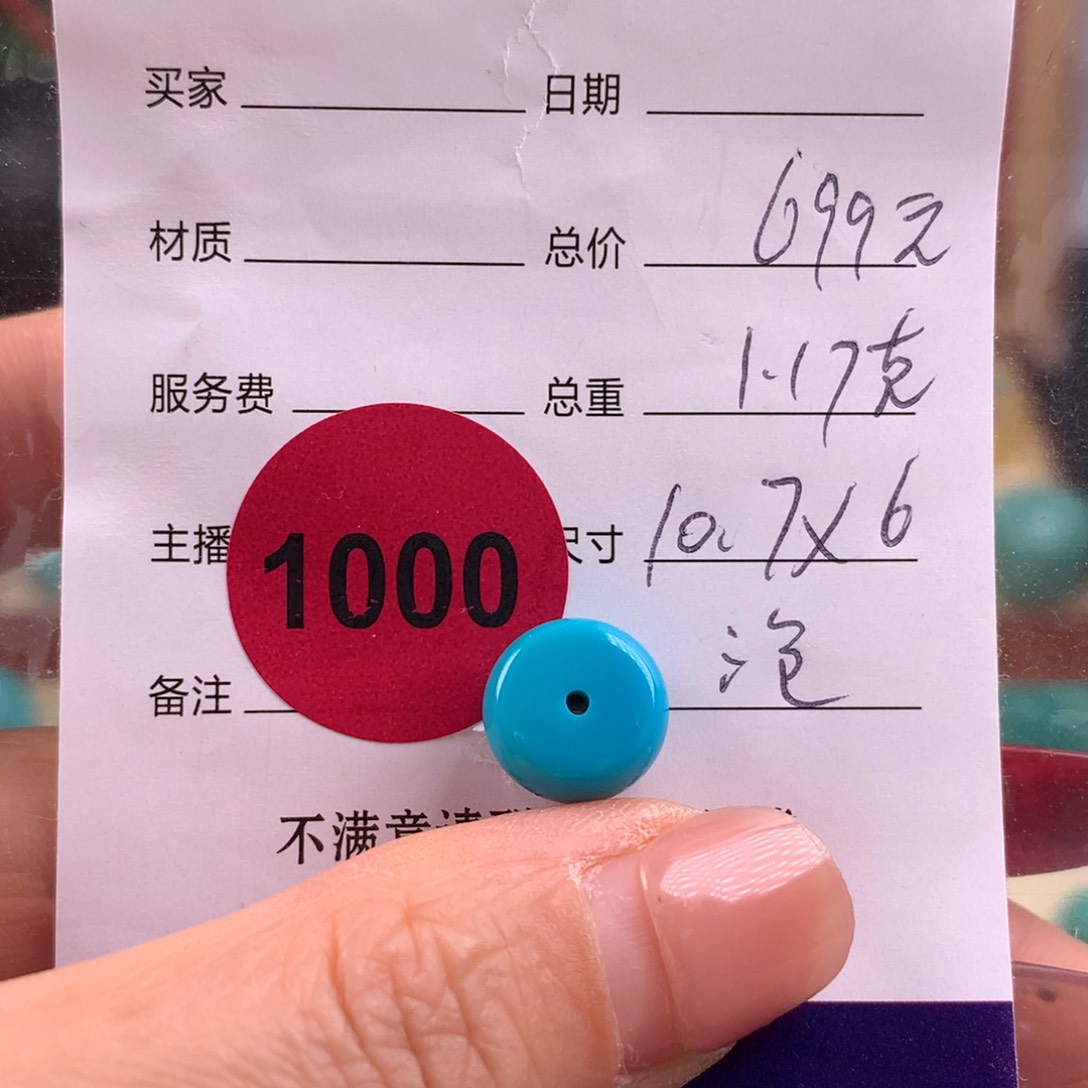 买家 日期
材质 总价 699元
服务费 总重 1.17克
主播 尺寸 10.7X6
1000
备注 泡
不满意请